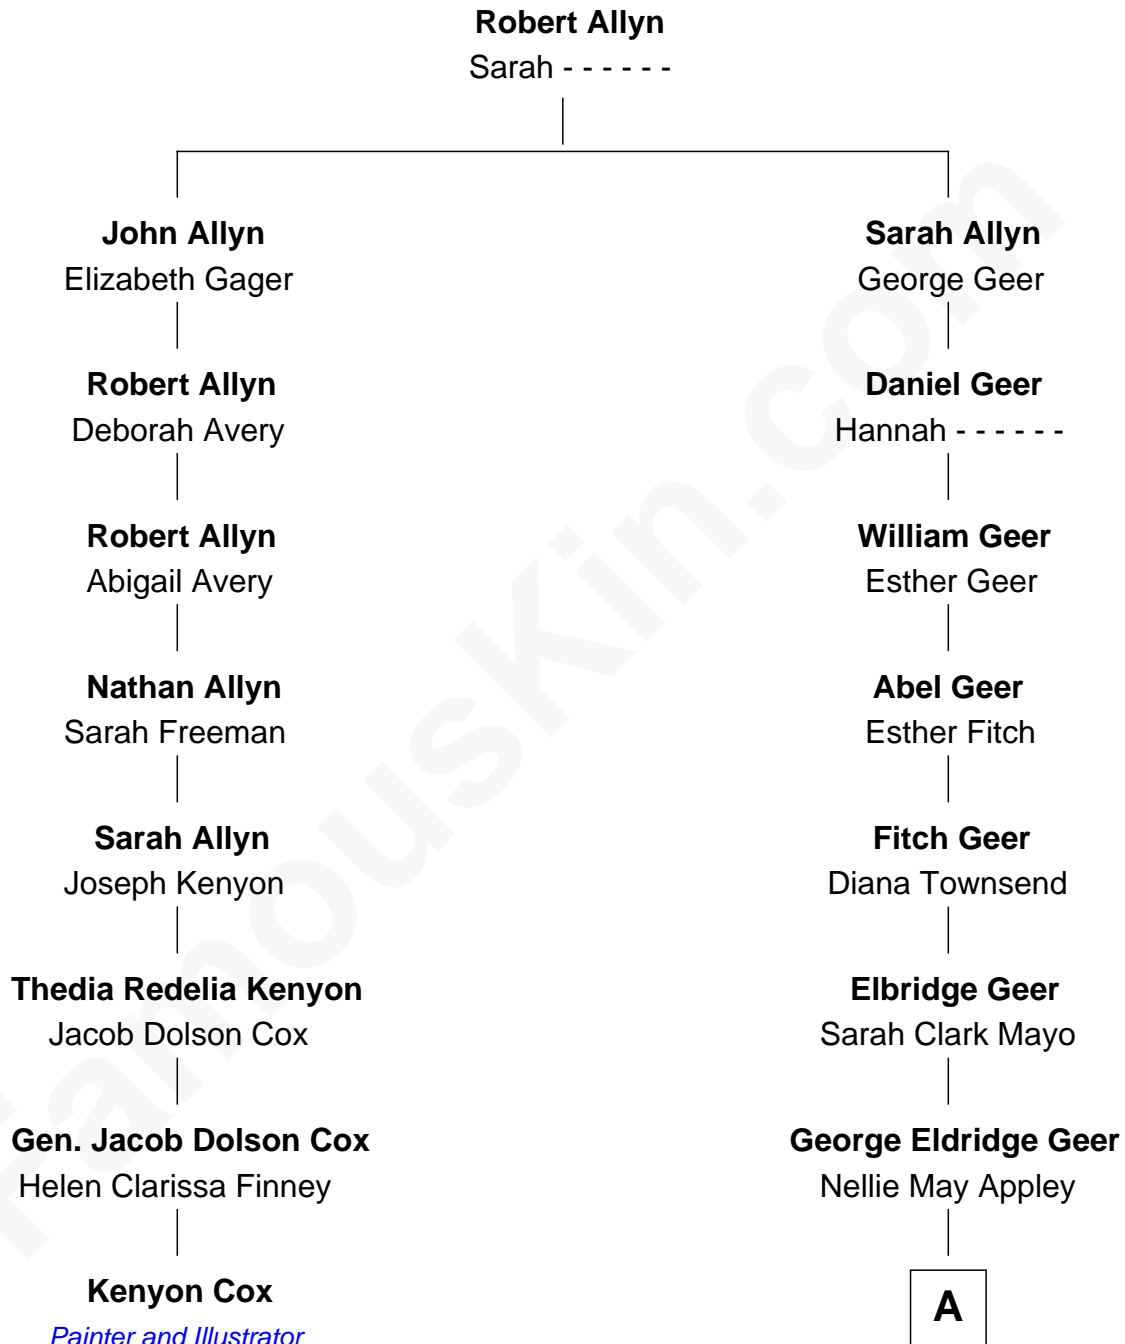 Robert Allyn
Sarah - - - - - -
John Allyn
Elizabeth Gager
Sarah Allyn
George Geer
Robert Allyn
Deborah Avery
Daniel Geer
Hannah - - - - - -
Robert Allyn
Abigail Avery
William Geer
Esther Geer
Nathan Allyn
Sarah Freeman
Abel Geer
Esther Fitch
Sarah Allyn
Joseph Kenyon
Fitch Geer
Diana Townsend
Thedia Redelia Kenyon
Jacob Dolson Cox
Elbridge Geer
Sarah Clark Mayo
Gen. Jacob Dolson Cox
Helen Clarissa Finney
George Eldridge Geer
Nellie May Appley
Kenyon Cox
Painter and Illustrator
A
FamousKin.com